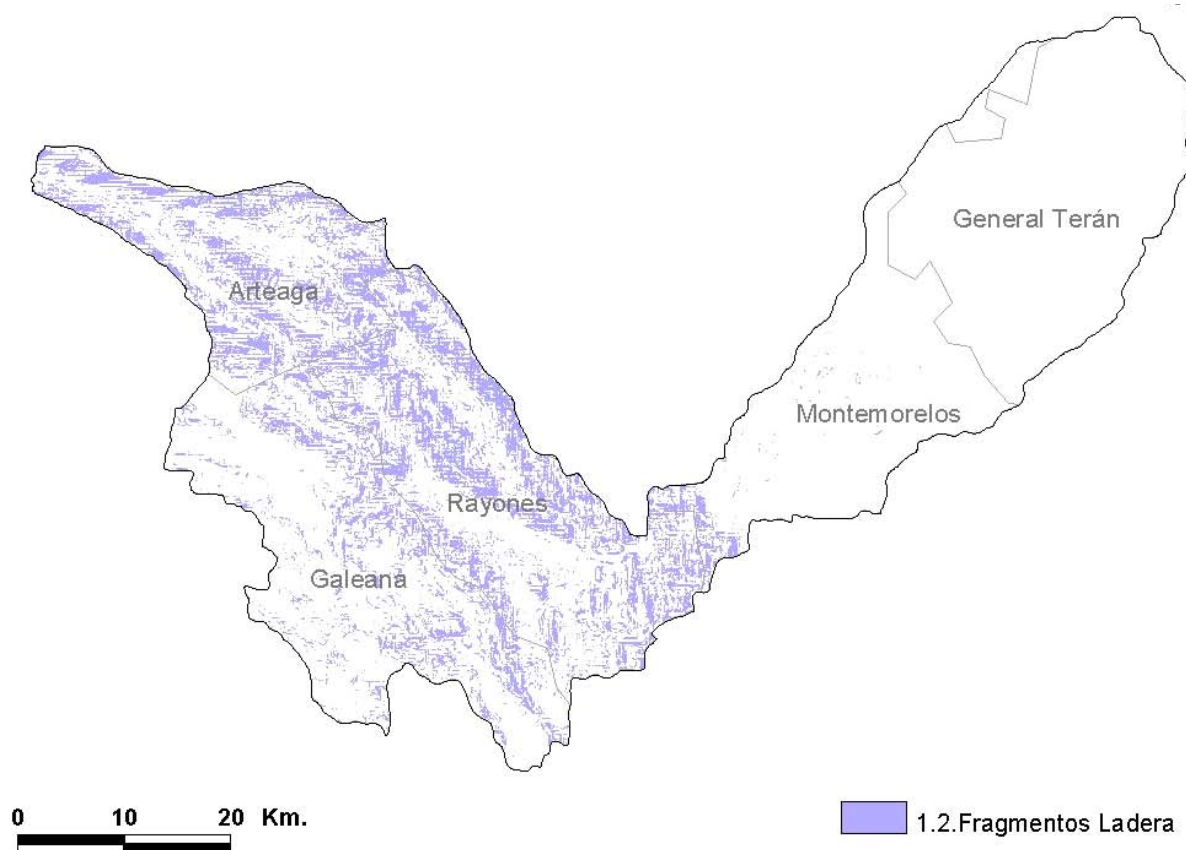 General Terán
Arteaga
Montemorelos
Rayones
Galeana
0 10 20 Km.
1.2.Fragmentos Ladera